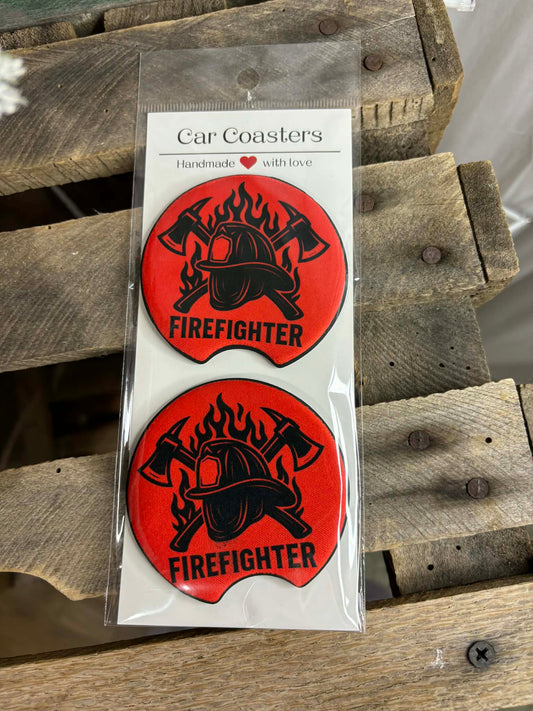 Car Coasters
Handmade ❤ with love
FIREFIGHTER
FIREFIGHTER